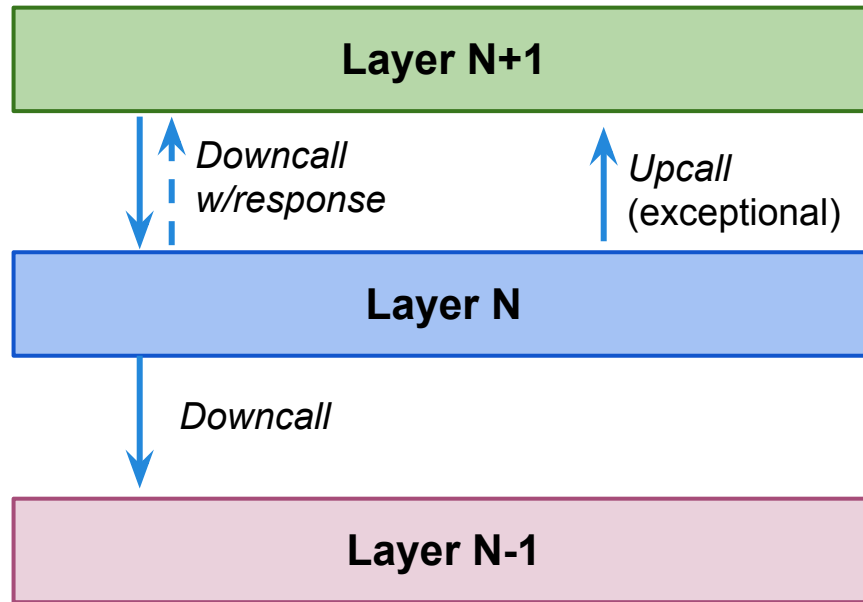 Layer N+1
Downcall
w/response
Upcall
(exceptional)
Layer N
Downcall
Layer N-1